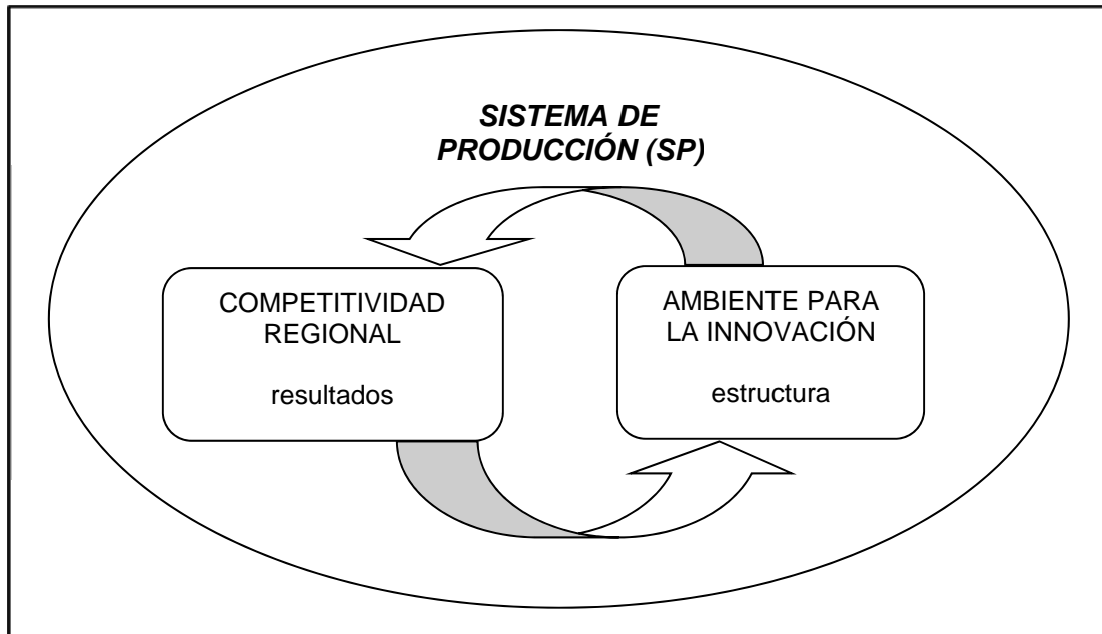 SISTEMA DE
PRODUCCIÓN (SP)
COMPETITIVIDAD
REGIONAL
resultados
AMBIENTE PARA
LA INNOVACIÓN
estructura